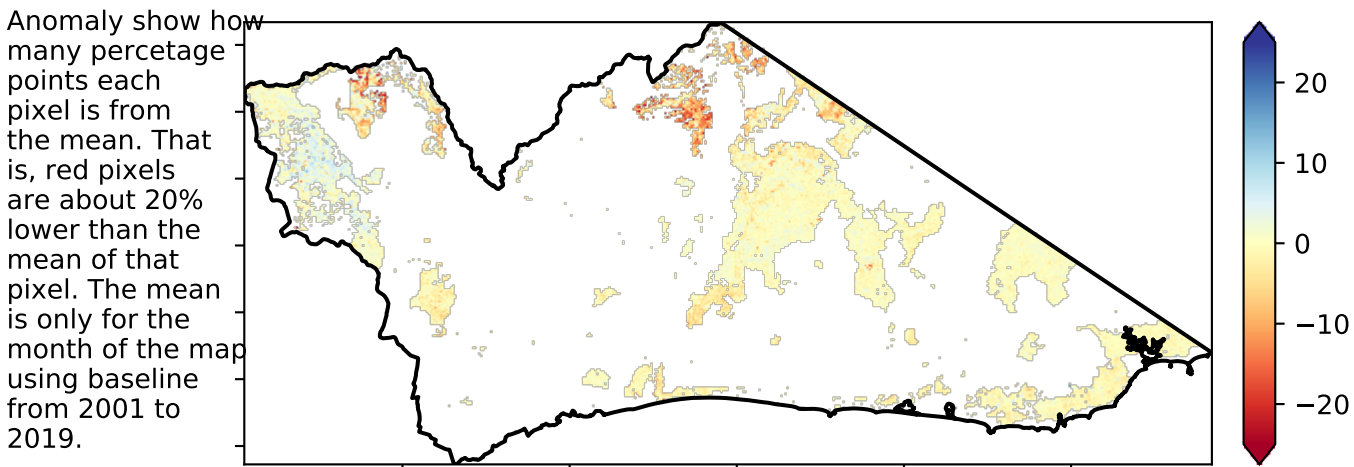 Anomaly show how
many percetage
points each
pixel is from
the mean. That
is, red pixels
are about 20%
lower than the
mean of that
pixel. The mean
is only for the
month of the map
using baseline
from 2001 to
2019.
20
10
0
−10
−20